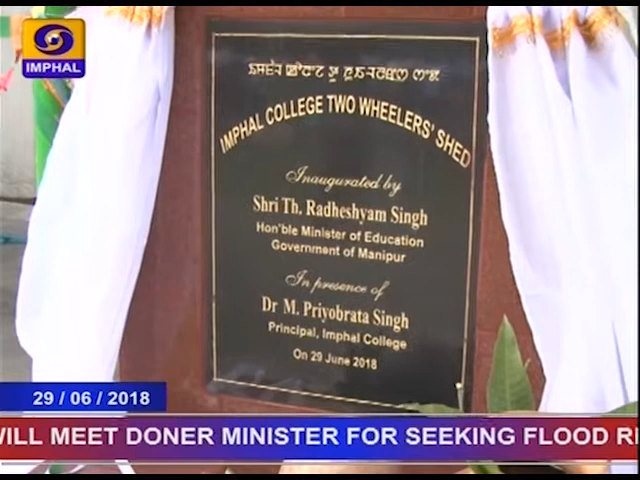 IMPHAL
IMPHAL COLLEGE TWO WHEELERS' SHED
Inaugurated by
Shri Th. Radheshyam Singh
Hon'ble Minister of Education
Government of Manipur
In presence of
Dr M. Priyobrata Singh
Principal, Imphal College
On 29 June 2018
29 / 06 / 2018
WILL MEET DONER MINISTER FOR SEEKING FLOOD